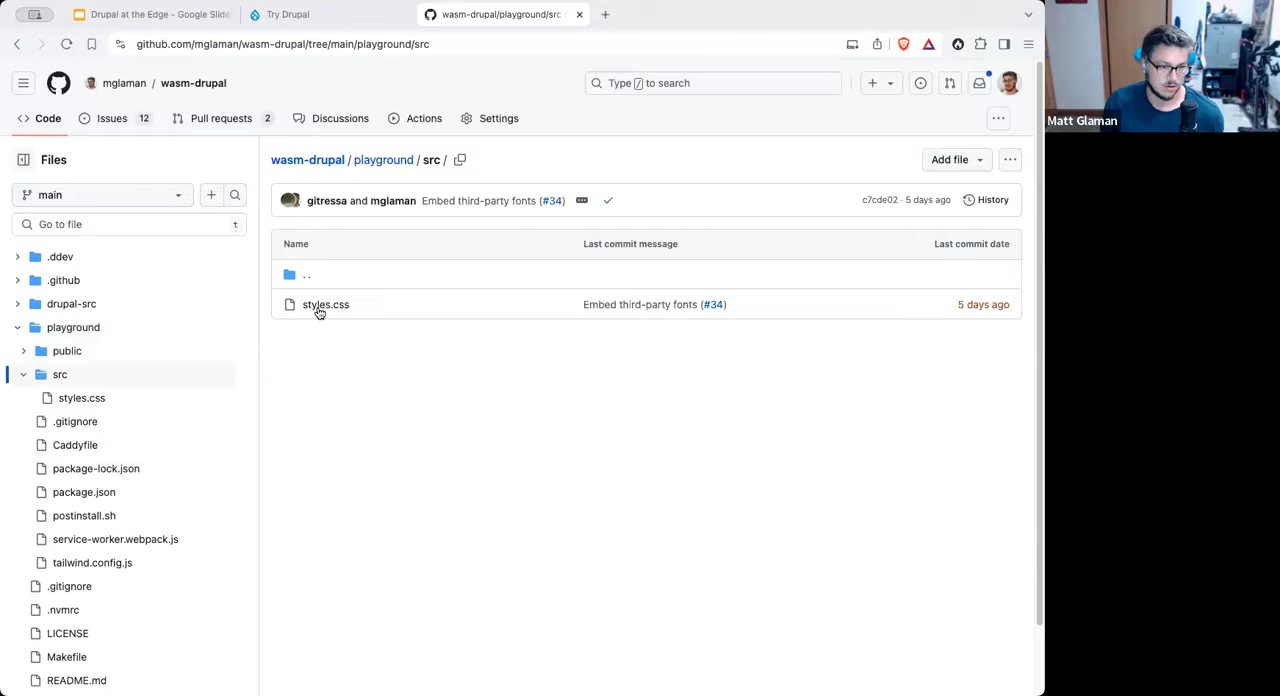 Drupal at the Edge - Google Slide
Try Drupal
wasm-drupal/playground/src
github.com/mglaman/wasm-drupal/tree/main/playground/src
mglaman / wasm-drupal
Type / to search
Code
Issues 12
Pull requests 2
Discussions
Actions
Settings
Files
main
Go to file t
.ddev
.github
drupal-src
playground
public
src
styles.css
.gitignore
Caddyfile
package-lock.json
package.json
postinstall.sh
service-worker.webpack.js
tailwind.config.js
.gitignore
.nvmrc
LICENSE
Makefile
README.md
wasm-drupal / playground / src /
Add file
gitressa and mglaman Embed third-party fonts (#34)
c7cde02 · 5 days ago History
Name Last commit message Last commit date
..
styles.css Embed third-party fonts (#34) 5 days ago
Matt Glaman